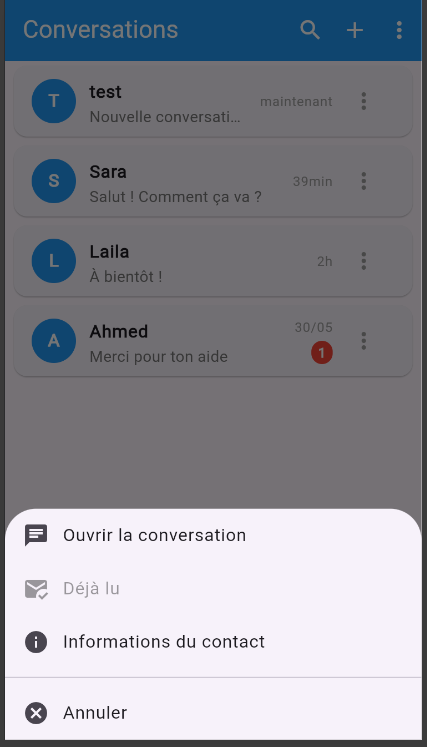 Conversations
T
test
maintenant
Nouvelle conversati...
S
Sara
39min
Salut ! Comment ça va ?
L
Laila
2h
À bientôt !
A
Ahmed
30/05
Merci pour ton aide
1
Ouvrir la conversation
Déjà lu
Informations du contact
Annuler